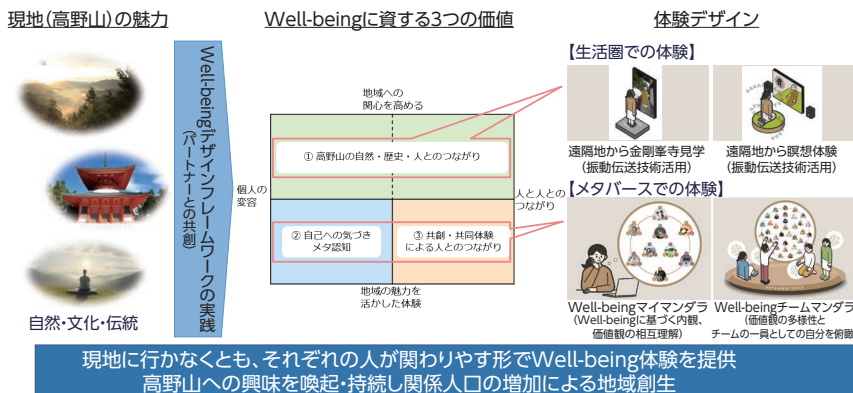 現地(高野山)の魅力
Well-beingに資する3つの価値
体験デザイン
自然・文化・伝統
Well-beingデザインフレームワークの実践
(パートナーとの共創)
地域への
関心を高める
① 高野山の自然・歴史・人とのつながり
個人の
変容
人と人との
つながり
② 自己への気づき
メタ認知
③ 共創・共同体験
による人とのつながり
地域の魅力を
活かした体験
【生活圏での体験】
遠隔地から金剛峯寺見学
(振動伝送技術活用)
遠隔地から瞑想体験
(振動伝送技術活用)
【メタバースでの体験】
Well-beingマイマンダラ
(Well-beingに基づく内観、
価値観の相互理解)
Well-beingチームマンダラ
(価値観の多様性と
チームの一員としての自分を俯瞰
現地に行かなくとも、それぞれの人が関わりやす形でWell-being体験を提供
高野山への興味を喚起・持続し関係人口の増加による地域創生